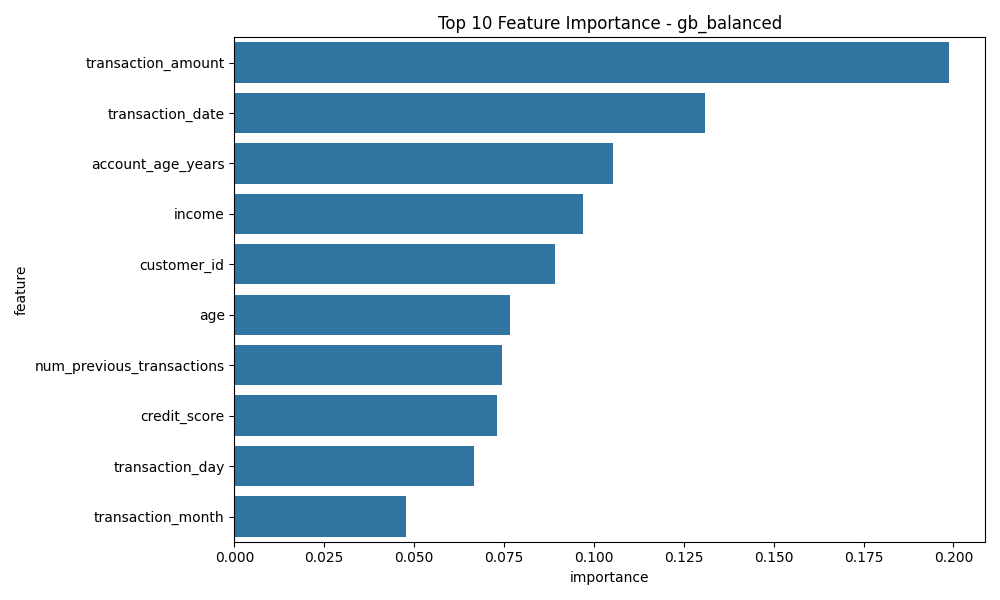 Top 10 Feature Importance - gb_balanced
transaction_amount
transaction_date
account_age_years
income
customer_id
feature
age
num_previous_transactions
credit_score
transaction_day
transaction_month
0.000 0.025 0.050 0.075 0.100 0.125 0.150 0.175 0.200
importance